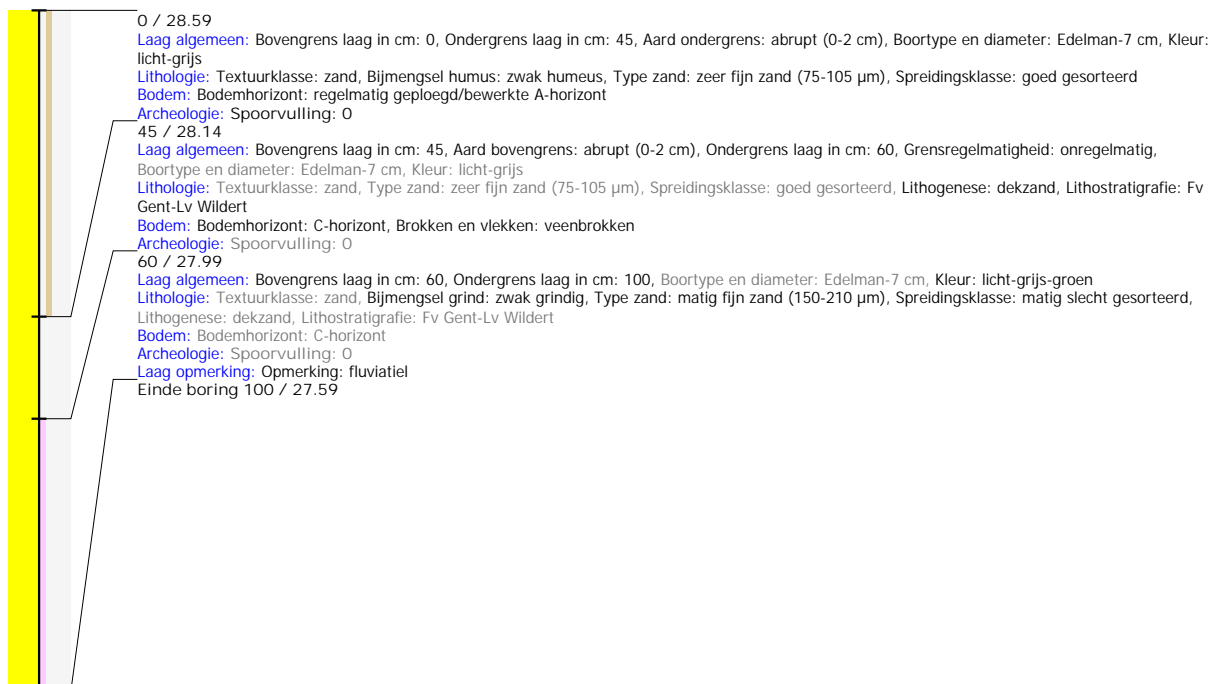 0 / 28.59
Laag algemeen: Bovengrens laag in cm: 0, Ondergrens laag in cm: 45, Aard ondergrens: abrupt (0-2 cm), Boortype en diameter: Edelman-7 cm, Kleur:
licht-grijs
Lithologie: Textuurklasse: zand, Bijmengsel humus: zwak humeus, Type zand: zeer fijn zand (75-105 µm), Spreidingsklasse: goed gesorteerd
Bodem: Bodemhorizont: regelmatig geploegd/bewerkte A-horizont
Archeologie: Spoorvulling: 0
45 / 28.14
Laag algemeen: Bovengrens laag in cm: 45, Aard bovengrens: abrupt (0-2 cm), Ondergrens laag in cm: 60, Grensregelmatigheid: onregelmatig,
Boortype en diameter: Edelman-7 cm, Kleur: licht-grijs
Lithologie: Textuurklasse: zand, Type zand: zeer fijn zand (75-105 µm), Spreidingsklasse: goed gesorteerd, Lithogenese: dekzand, Lithostratigrafie: Fv
Gent-Lv Wildert
Bodem: Bodemhorizont: C-horizont, Brokken en vlekken: veenbrokken
Archeologie: Spoorvulling: 0
60 / 27.99
Laag algemeen: Bovengrens laag in cm: 60, Ondergrens laag in cm: 100, Boortype en diameter: Edelman-7 cm, Kleur: licht-grijs-groen
Lithologie: Textuurklasse: zand, Bijmengsel grind: zwak grindig, Type zand: matig fijn zand (150-210 µm), Spreidingsklasse: matig slecht gesorteerd,
Lithogenese: dekzand, Lithostratigrafie: Fv Gent-Lv Wildert
Bodem: Bodemhorizont: C-horizont
Archeologie: Spoorvulling: 0
Laag opmerking: Opmerking: fluviatiel
Einde boring 100 / 27.59